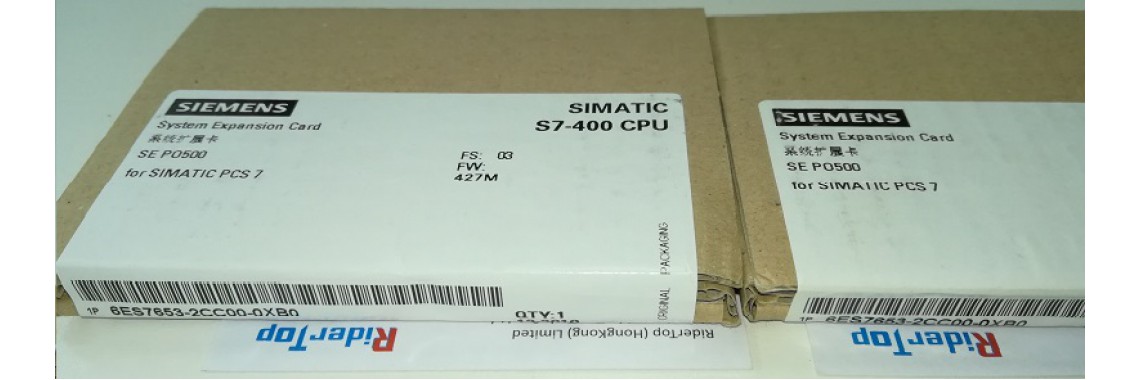 SIEMENS
System Expansion Card
系统扩展卡
SE PO500
for SIMATIC PCS 7
SIMATIC
S7-400 CPU
FS: 03
FW:
427M
ORIGINAL PACKAGING
1P 6ES7653-2CC00-0XB0
QTY:1
RiderTop
RiderTop (HongKong) Limited
SIEMENS
System Expansion Card
系统扩展卡
SE PO500
for SIMATIC PCS 7
1P 6ES7653-2CC00-0XB0
RiderTop